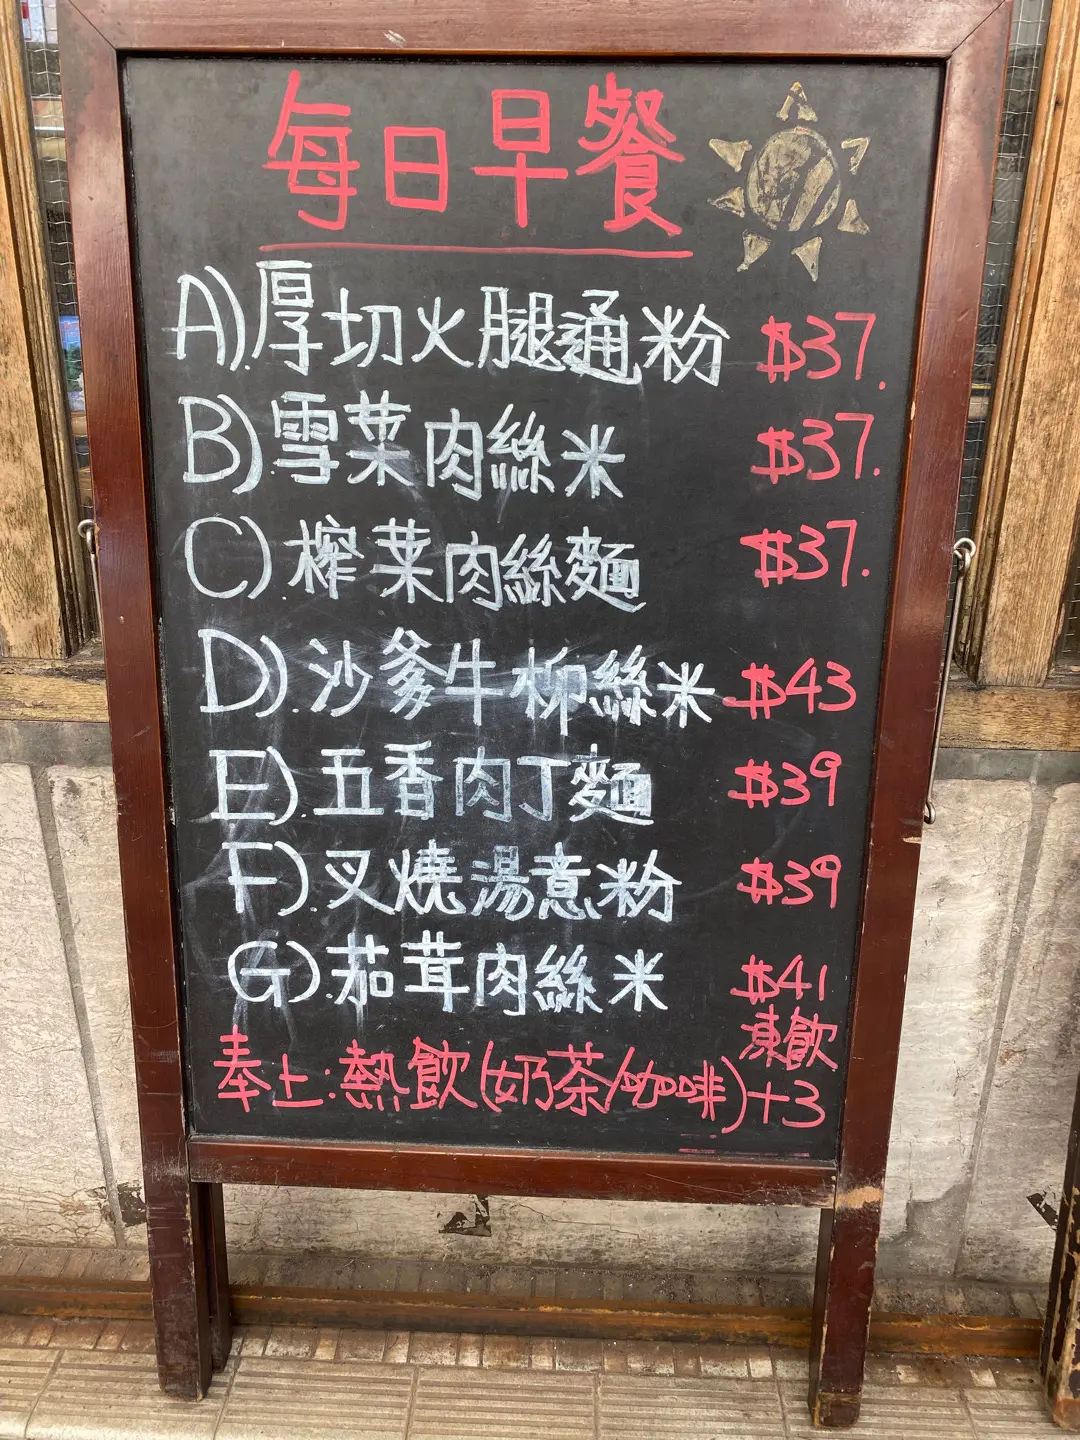 每日早餐
A). 厚切火腿通粉 $37.
B) 雪菜肉絲米 $37.
C) 榨菜肉絲麵 $37.
D). 沙爹牛柳絲米 $43
E). 五香肉丁麵 $39
F). 叉燒湯意粉 $39
G). 茄茸肉絲米 $41
凍飲
奉上:熱飲(奶茶/咖啡)+3